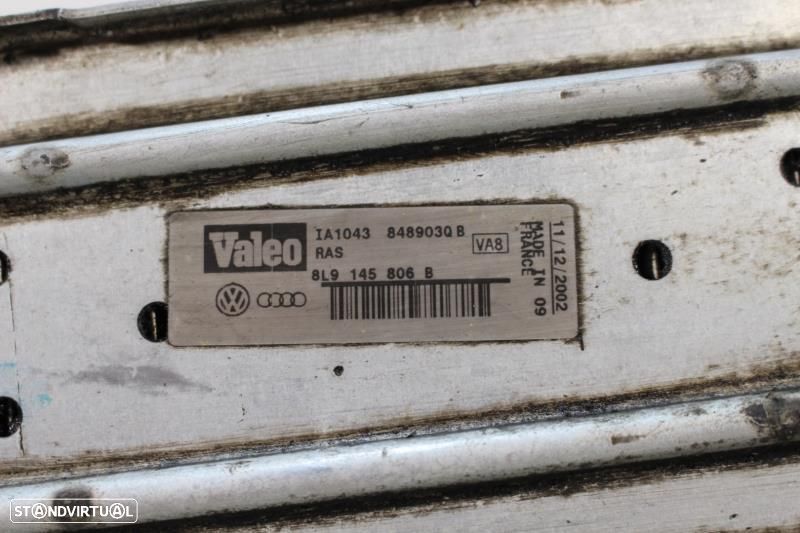 Valeo
IA1043 848903Q B
RAS
VA8
8L9 145 806 B
MADE IN 09
FRANCE
11/12/2002
STANDVIRTUAL